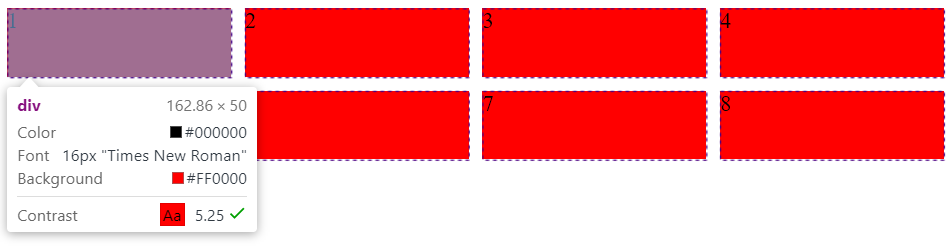 1 2 3 4
div 162.86 × 50
7 8
Color #000000
Font 16px "Times New Roman"
Background #FF0000
Contrast Aa 5.25